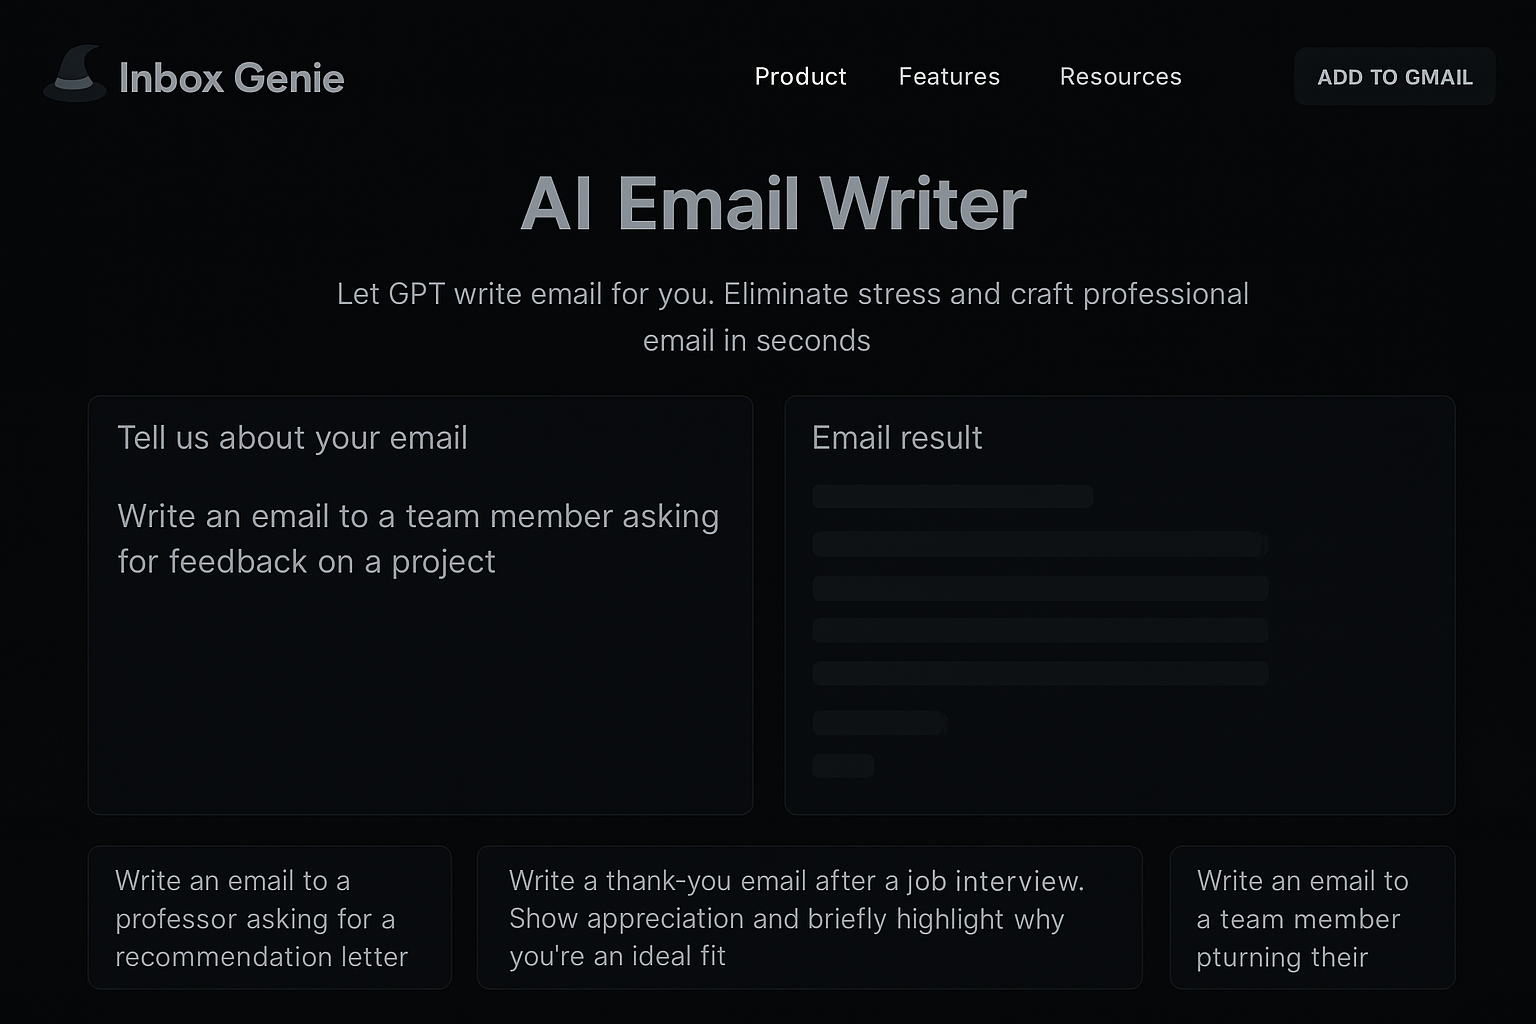 Inbox Genie
Product
Features
Resources
ADD TO GMAIL
AI Email Writer
Let GPT write email for you. Eliminate stress and craft professional
email in seconds
Tell us about your email
Write an email to a team member asking
for feedback on a project
Email result
Write an email to a
professor asking for a
recommendation letter
Write a thank-you email after a job interview.
Show appreciation and briefly highlight why
you're an ideal fit
Write an email to
a team member
pturning their